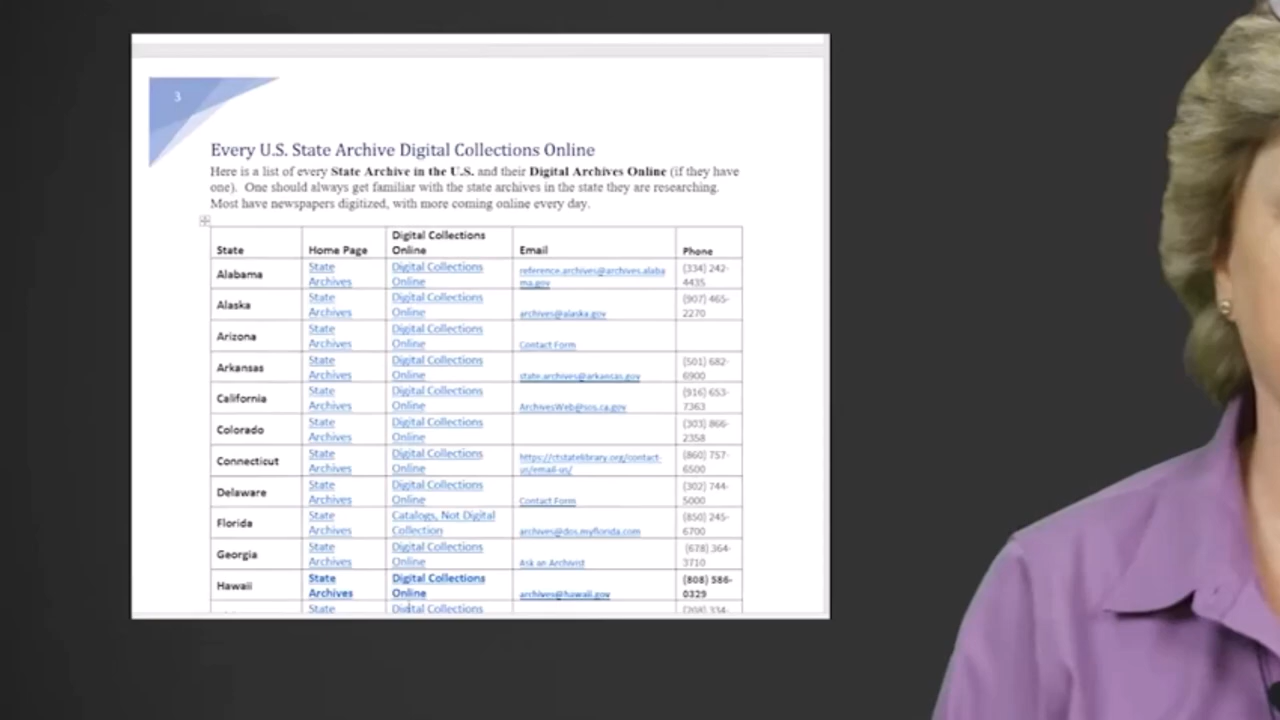 3
Every U.S. State Archive Digital Collections Online
Here is a list of every State Archive in the U.S. and their Digital Archives Online (if they have
one). One should always get familiar with the state archives in the state they are researching.
Most have newspapers digitized, with more coming online every day.
State Home Page Digital Collections Online Email Phone
Alabama State Archives Digital Collections Online reference.archives@archives.alabama.gov (334) 242-4435
Alaska State Archives Digital Collections Online archives@alaska.gov (907) 465-2270
Arizona State Archives Digital Collections Online Contact Form
Arkansas State Archives Digital Collections Online state.archives@arkansas.gov (501) 682-6900
California State Archives Digital Collections Online ArchivesWeb@sos.ca.gov (916) 653-7363
Colorado State Archives Digital Collections Online (303) 866-2358
Connecticut State Archives Digital Collections Online https://ctstatelibrary.org/contact-us/email-us/ (860) 757-6500
Delaware State Archives Digital Collections Online Contact Form (302) 744-5000
Florida State Archives Catalogs, Not Digital Collection archives@dos.myflorida.com (850) 245-6700
Georgia State Archives Digital Collections Online Ask an Archivist (678) 364-3710
Hawaii State Archives Digital Collections Online archives@hawaii.gov (808) 586-0329
State Digital Collections